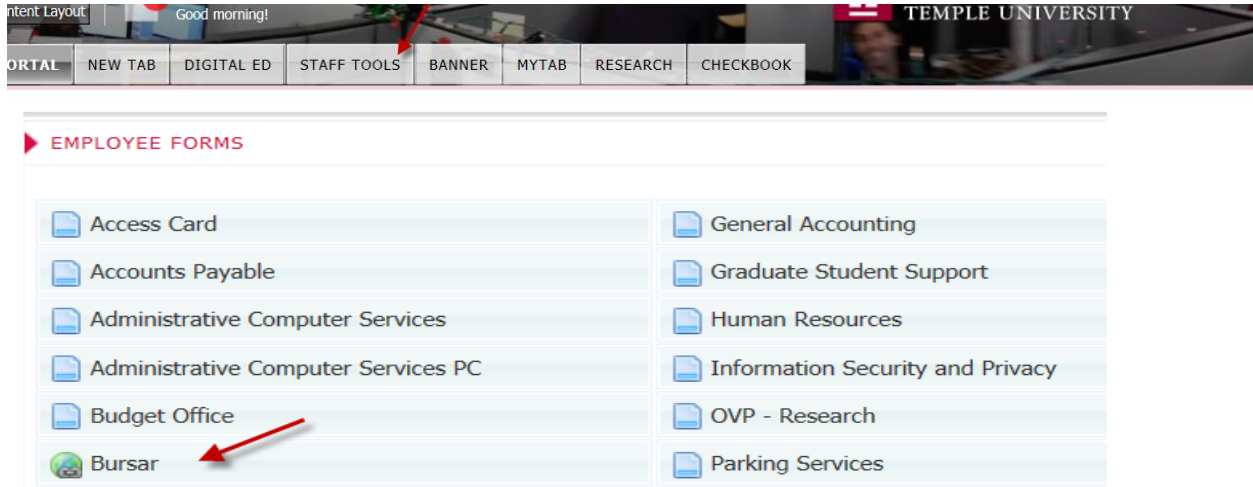 ntent Layout
Good morning!
TEMPLE UNIVERSITY
ORTAL NEW TAB DIGITAL ED STAFF TOOLS BANNER MYTAB RESEARCH CHECKBOOK
EMPLOYEE FORMS
Access Card
General Accounting
Accounts Payable
Graduate Student Support
Administrative Computer Services
Human Resources
Administrative Computer Services PC
Information Security and Privacy
Budget Office
OVP - Research
Bursar
Parking Services